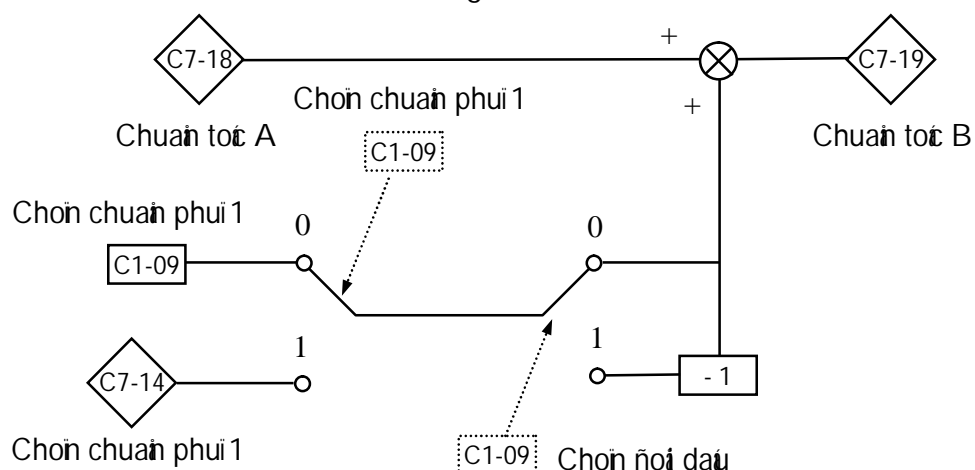 g
+
C7-18
C7-19
Choïn chuaån phuï 1
+
Chuaån toác A
Chuaån toác B
C1-09
Choïn chuaån phuï 1
0
0
C1-09
1
1
C7-14
- 1
Choïn chuaån phuï 1
C1-09
Choïn ñoåi daáu